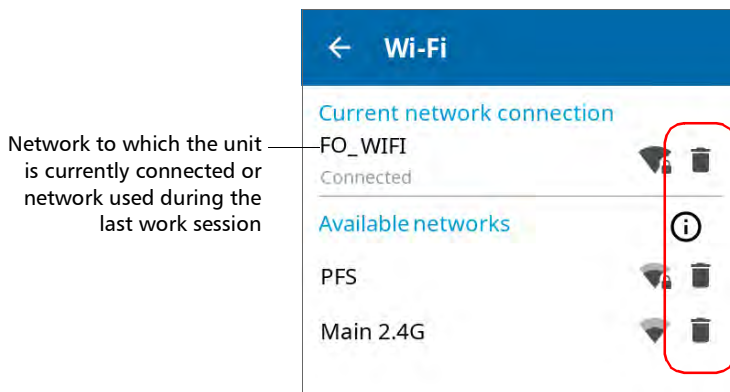 Wi-Fi
Current network connection
Network to which the unit
is currently connected or
network used during the
last work session
FO_WIFI
Connected
Available networks
PFS
Main 2.4G